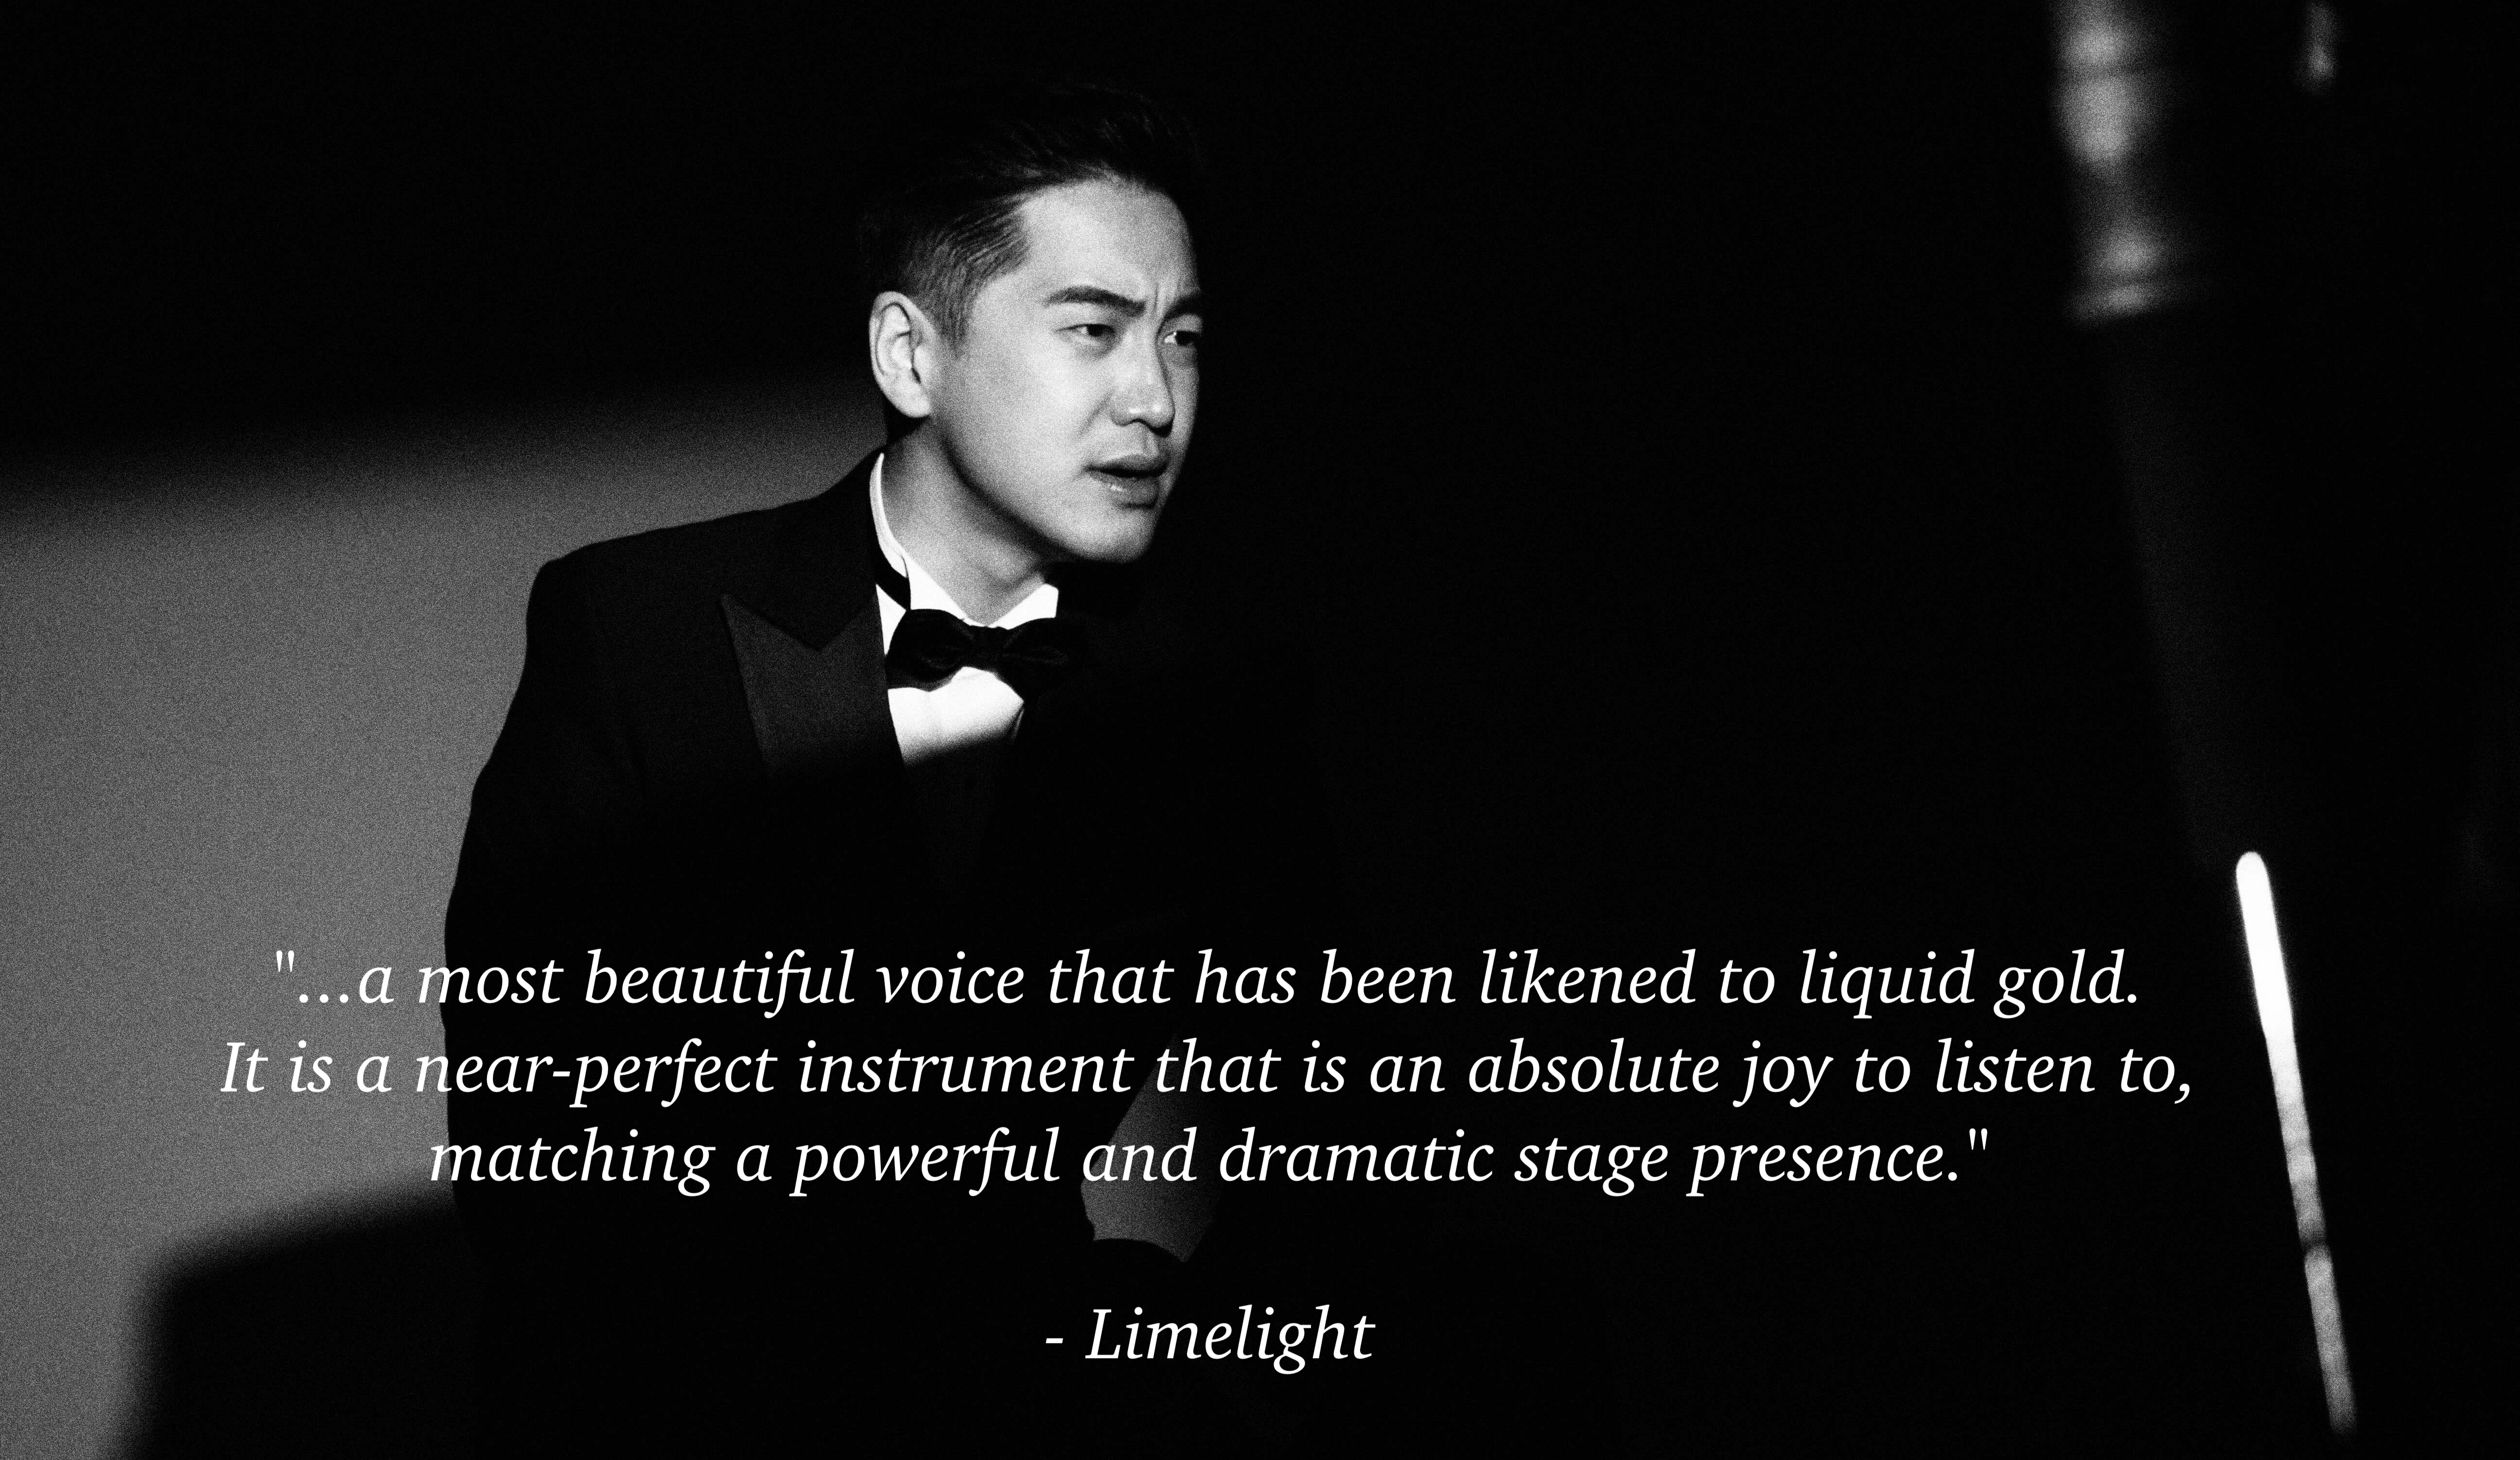 "...a most beautiful voice that has been likened to liquid gold.
It is a near-perfect instrument that is an absolute joy to listen to,
matching a powerful and dramatic stage presence."
- Limelight